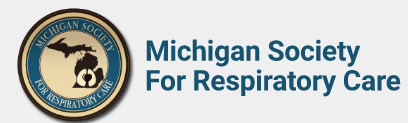 MICHIGAN SOCIETY
FOR RESPIRATORY CARE
Michigan Society
For Respiratory Care